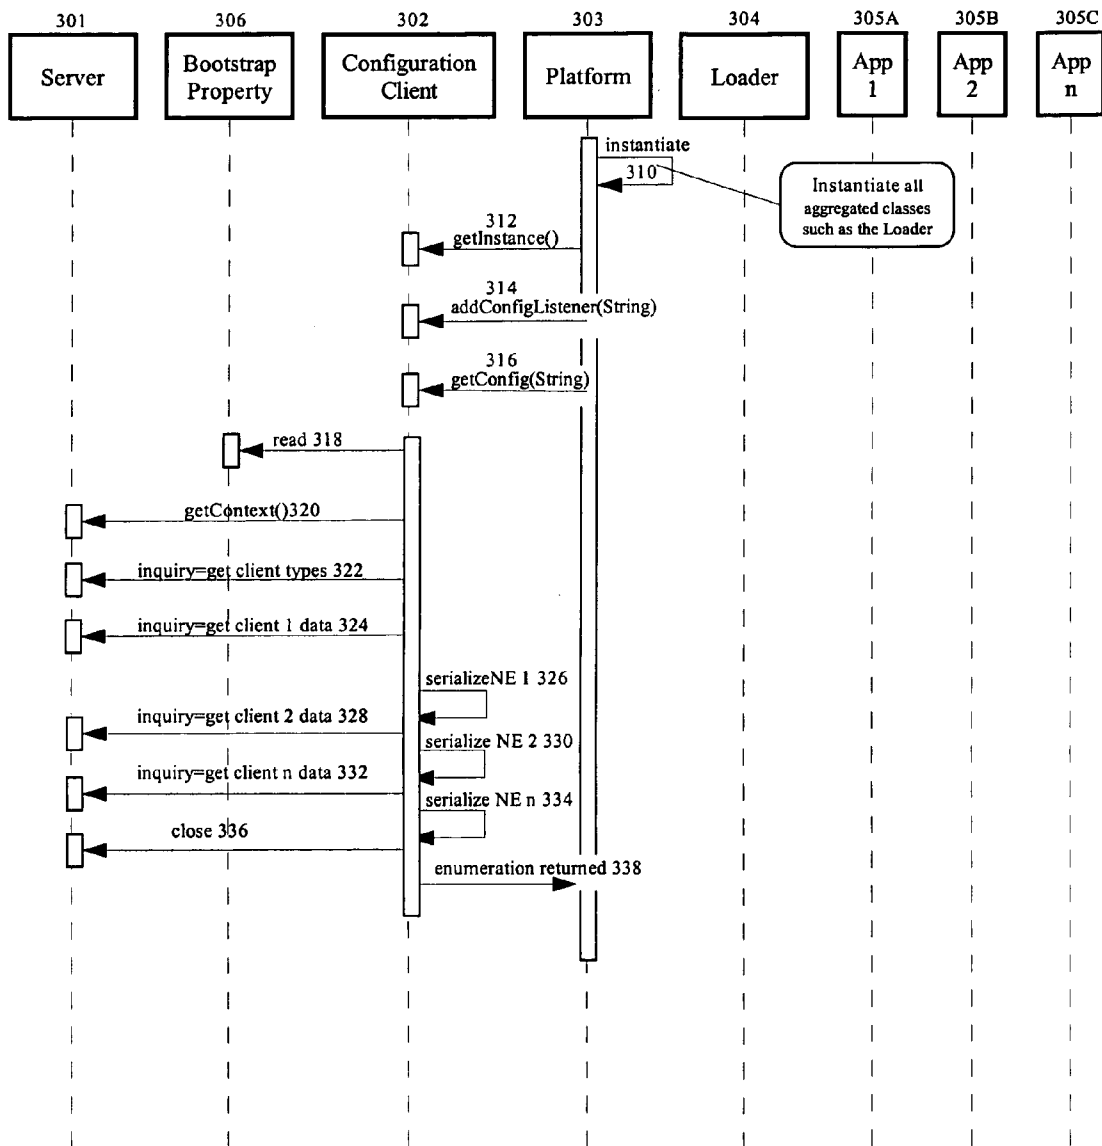 301 306 302 303 304 305A 305B 305C
Server
Bootstrap
Property
Configuration
Client
Platform
Loader
App
1
App
2
App
n
instantiate
310
Instantiate all
aggregated classes
such as the Loader
312
getInstance()
314
addConfigListener(String)
316
getConfig(String)
read 318
getContext()320
inquiry=get client types 322
inquiry=get client 1 data 324
serializeNE 1 326
inquiry=get client 2 data 328
serialize NE 2 330
inquiry=get client n data 332
serialize NE n 334
close 336
enumeration returned 338